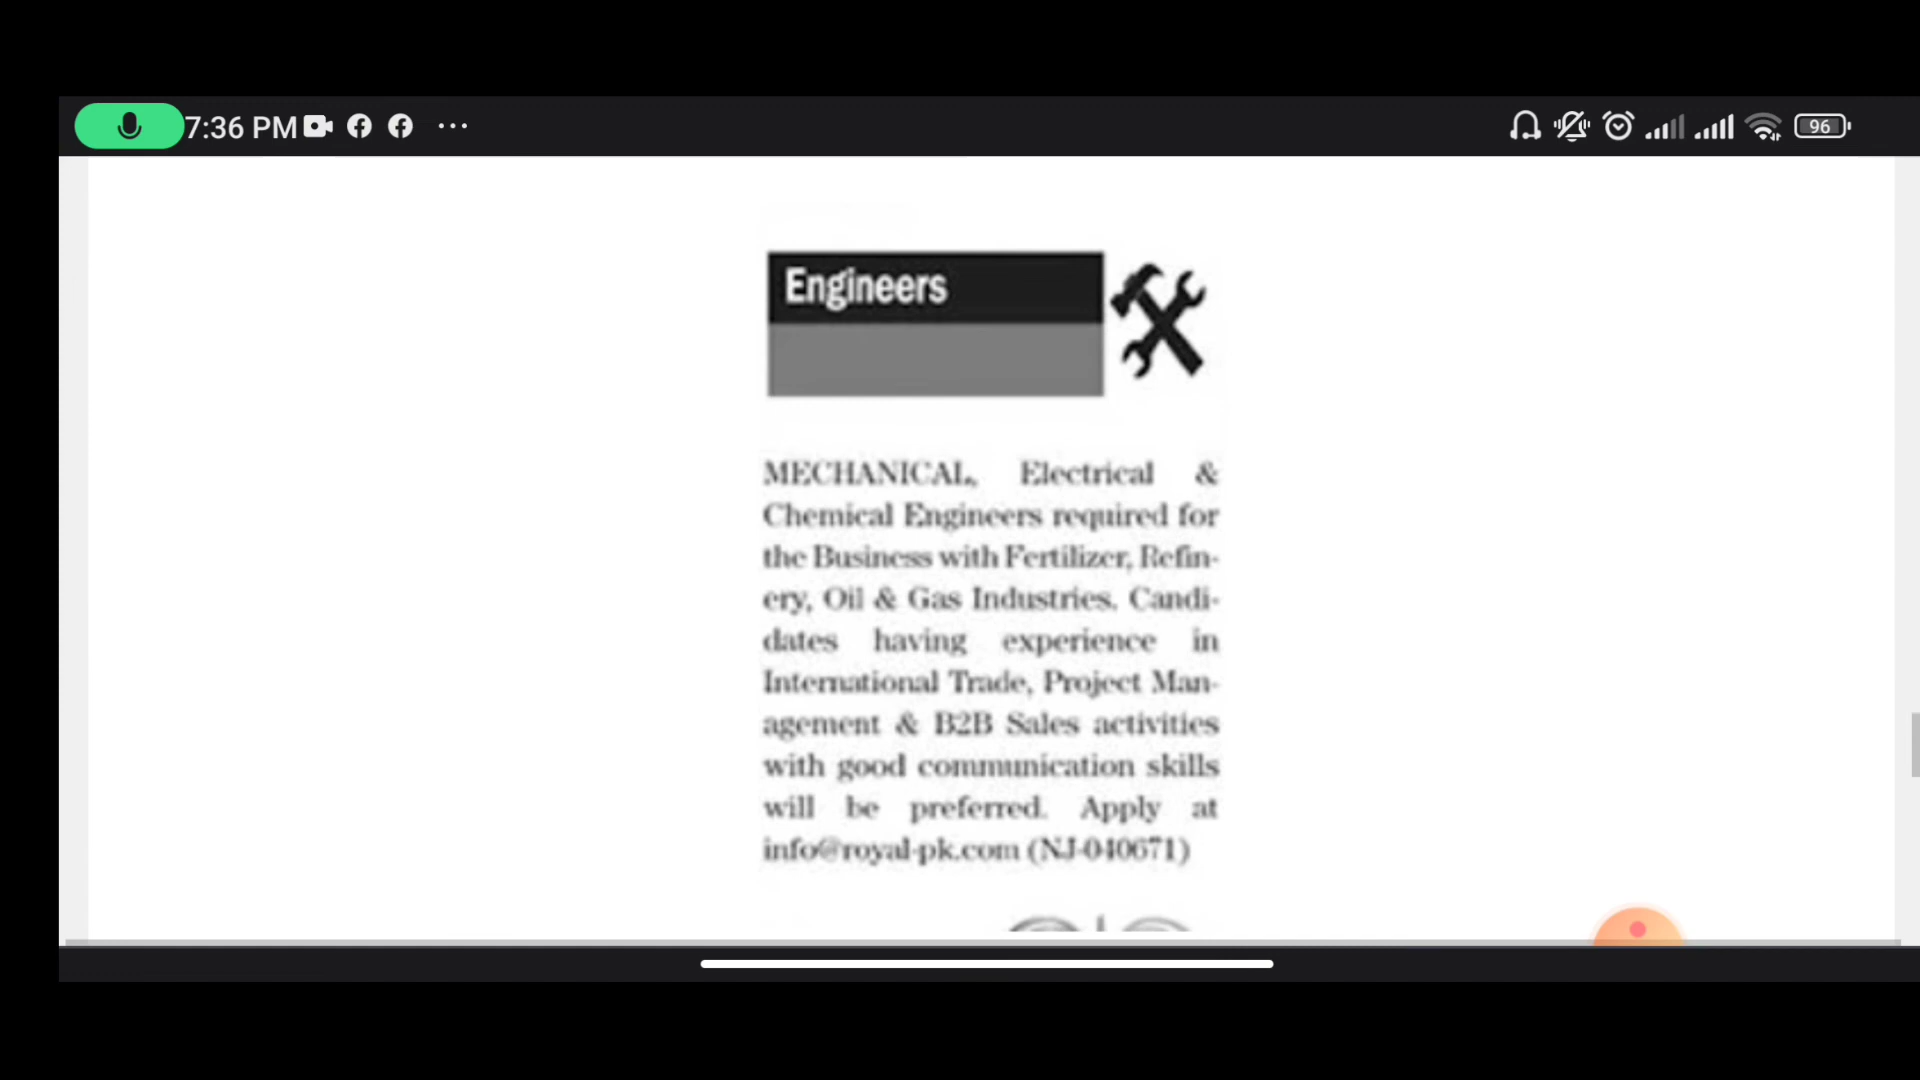 7:36 PM
96
Engineers
MECHANICAL, Electrical &
Chemical Engineers required for
the Business with Fertilizer, Refin-
ery, Oil & Gas Industries. Candi-
dates having experience in
International Trade, Project Man-
agement & B2B Sales activities
with good communication skills
will be preferred. Apply at
info@royal-pk.com (NJ-040671)